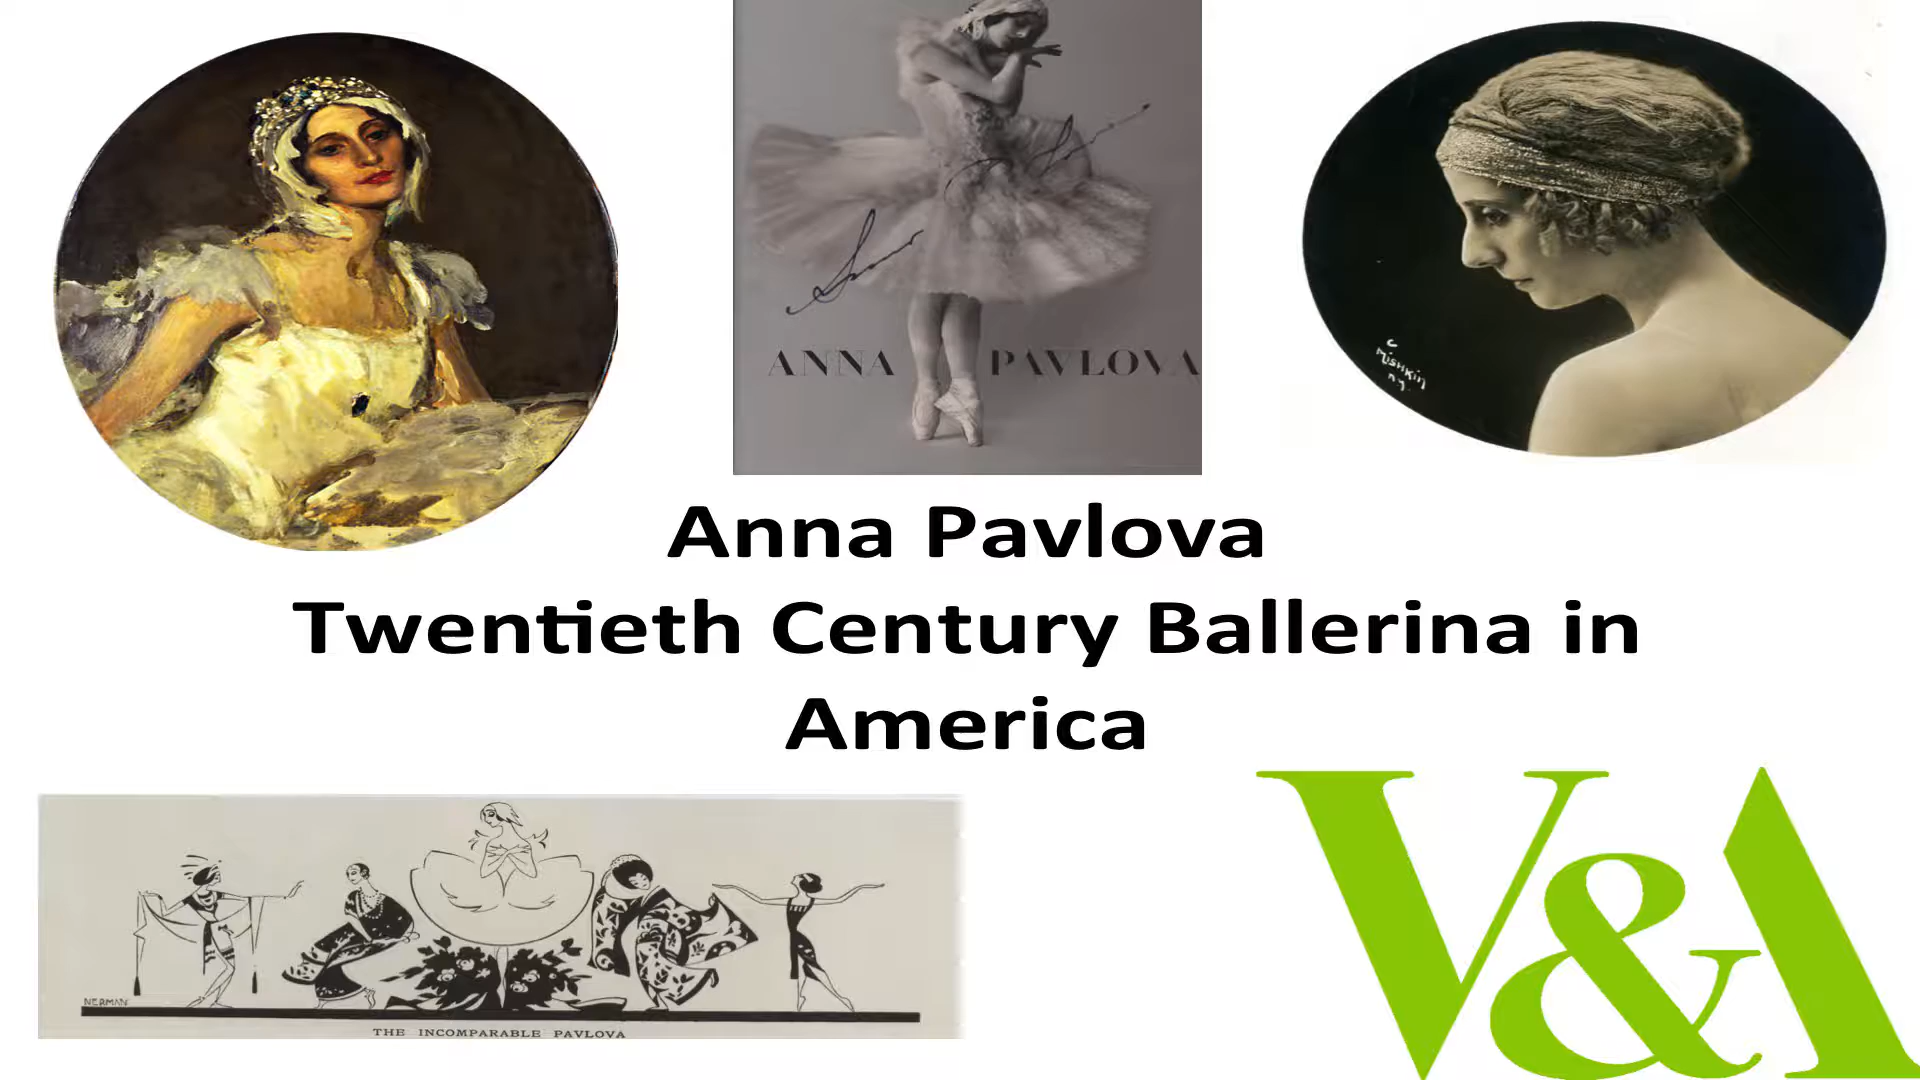 ANNA PAVLOVA
C
Mishkin
N.Y.
Anna Pavlova
Twentieth Century Ballerina in
America
NERMAN
THE INCOMPARABLE PAVLOVA
V&A